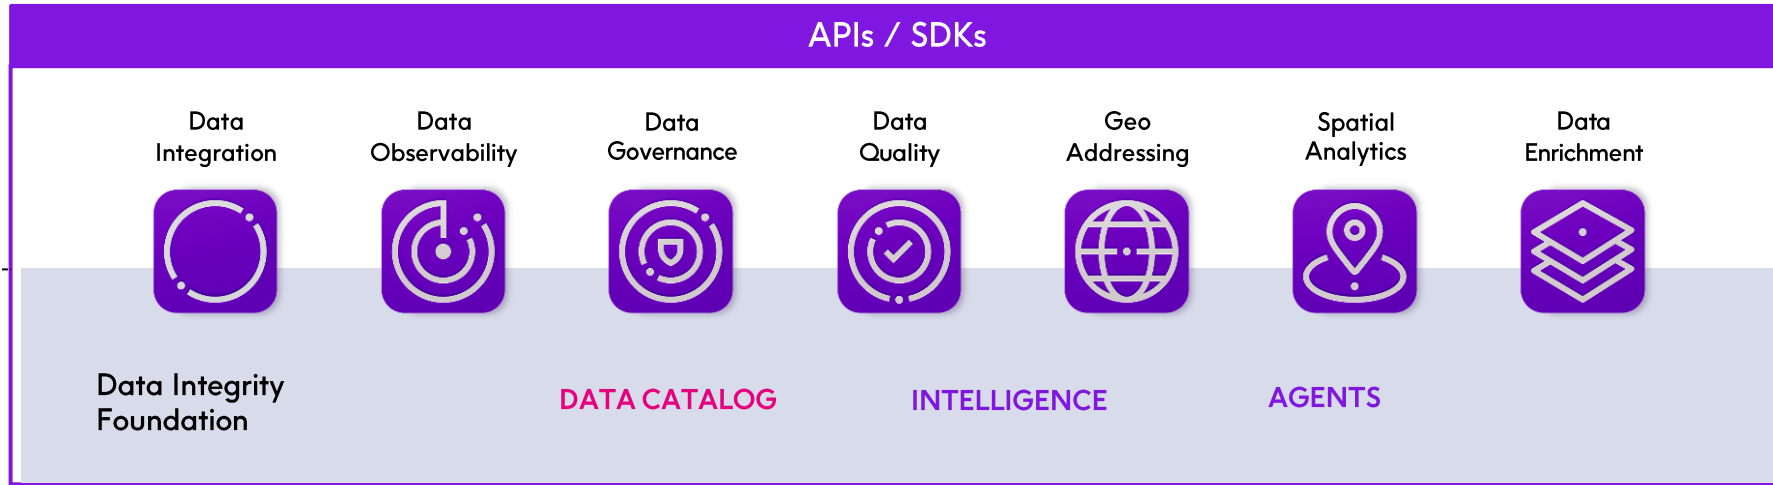 APIs / SDKs
Data
Integration
Data
Observability
Data
Governance
Data
Quality
Geo
Addressing
Spatial
Analytics
Data
Enrichment
Data Integrity
Foundation
DATA CATALOG
INTELLIGENCE
AGENTS